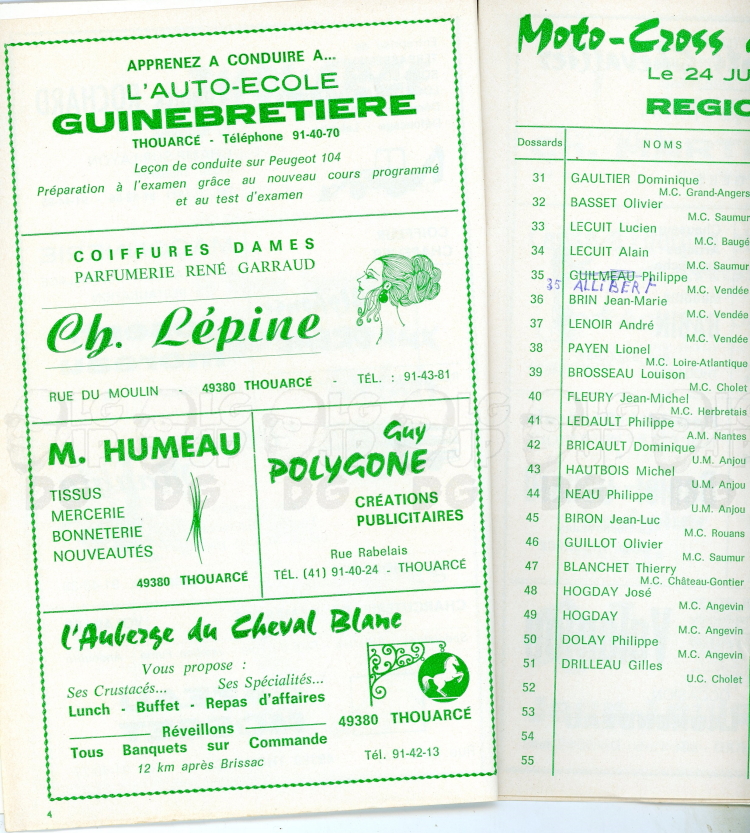 APPRENEZ A CONDUIRE A...
L'AUTO-ECOLE
GUINEBRETIERE
THOUARCÉ - Téléphone 91-40-70
Leçon de conduite sur Peugeot 104
Préparation à l'examen grâce au nouveau cours programmé
et au test d'examen
COIFFURES DAMES
PARFUMERIE RENÉ GARRAUD
Ch. Lépine
RUE DU MOULIN - 49380 THOUARCÉ - TÉL. : 91-43-81
M. HUMEAU
TISSUS
MERCERIE
BONNETERIE
NOUVEAUTÉS
49380 THOUARCÉ
Guy
POLYGONE
CRÉATIONS
PUBLICITAIRES
Rue Rabelais
TÉL. (41) 91-40-24 - THOUARCÉ
l'Auberge du Cheval Blanc
Vous propose :
Ses Crustacés... Ses Spécialités...
Lunch - Buffet - Repas d'affaires
Réveillons
Tous Banquets sur Commande
12 km après Brissac
49380 THOUARCÉ
Tél. 91-42-13
4
Moto-Cross
Le 24 JU
REGIO
Dossards NOMS
31 GAULTIER Dominique
M.C. Grand-Angers
32 BASSET Olivier
M.C. Saumur
33 LECUIT Lucien
M.C. Baugé
34 LECUIT Alain
M.C. Saumur
35 GUILMEAU Philippe
35 ALLIBERT
M.C. Vendée
36 BRIN Jean-Marie
M.C. Vendée
37 LENOIR André
M.C. Vendée
38 PAYEN Lionel
M.C. Loire-Atlantique
39 BROSSEAU Louison
M.C. Cholet
40 FLEURY Jean-Michel
M.C. Herbretais
41 LEDAULT Philippe
A.M. Nantes
42 BRICAULT Dominique
U.M. Anjou
43 HAUTBOIS Michel
U.M. Anjou
44 NEAU Philippe
U.M. Anjou
45 BIRON Jean-Luc
M.C. Rouans
46 GUILLOT Olivier
M.C. Saumur
47 BLANCHET Thierry
M.C. Château-Gontier
48 HOGDAY José
M.C. Angevin
49 HOGDAY
M.C. Angevin
50 DOLAY Philippe
M.C. Angevin
51 DRILLEAU Gilles
U.C. Cholet
52
53
54
55